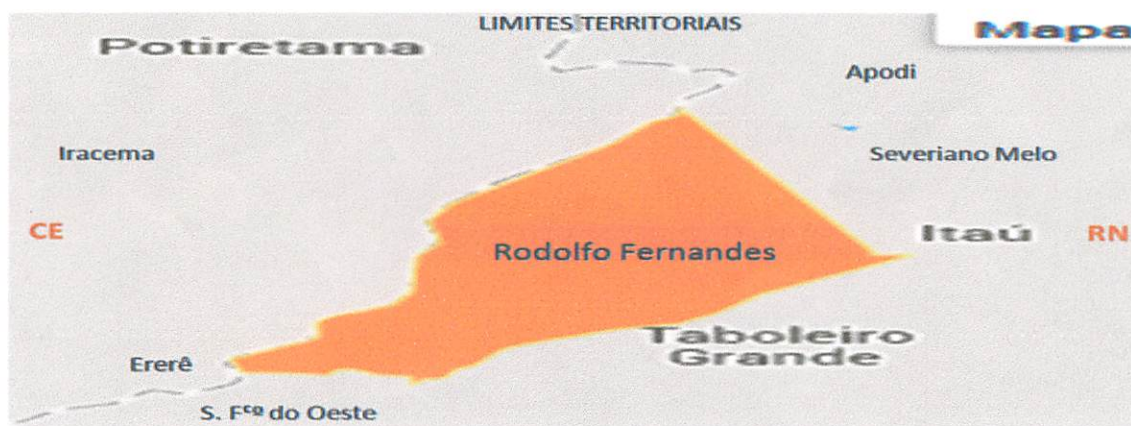 LIMITES TERRITORIAIS
Mapa
Potiretama
Apodi
Iracema
Severiano Melo
CE
Itaú
RN
Rodolfo Fernandes
Taboleiro
Grande
Ererê
S. Fᶜº do Oeste